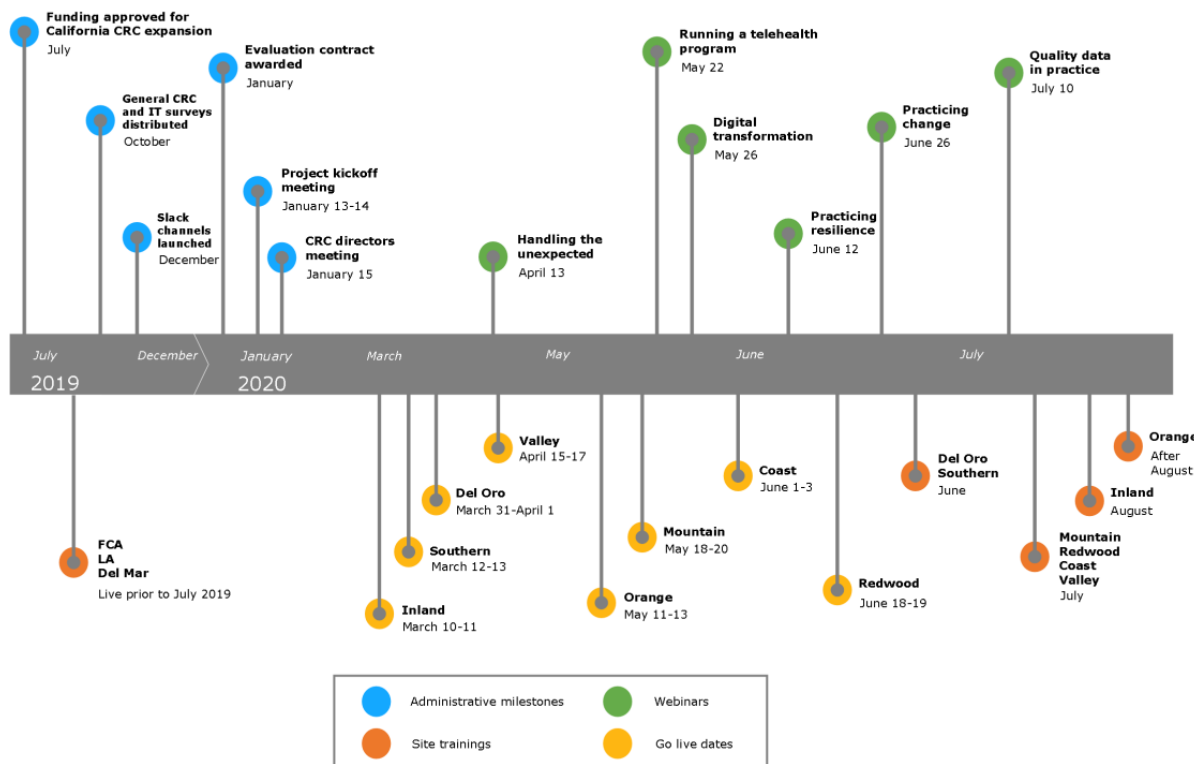 Funding approved for
California CRC expansion
July
General CRC
and IT surveys
distributed
October
Slack
channels
launched
December
Evaluation contract
awarded
January
Project kickoff
meeting
January 13-14
CRC directors
meeting
January 15
Handling the
unexpected
April 13
Running a telehealth
program
May 22
Digital
transformation
May 26
Practicing
resilience
June 12
Practicing
change
June 26
Quality data
in practice
July 10
July
December
January
March
May
June
July
2019
2020
FCA
LA
Del Mar
Live prior to July 2019
Inland
March 10-11
Southern
March 12-13
Del Oro
March 31-April 1
Valley
April 15-17
Orange
May 11-13
Mountain
May 18-20
Coast
June 1-3
Redwood
June 18-19
Del Oro
Southern
June
Mountain
Redwood
Coast
Valley
July
Inland
August
Orange
After
August
Administrative milestones
Webinars
Site trainings
Go live dates